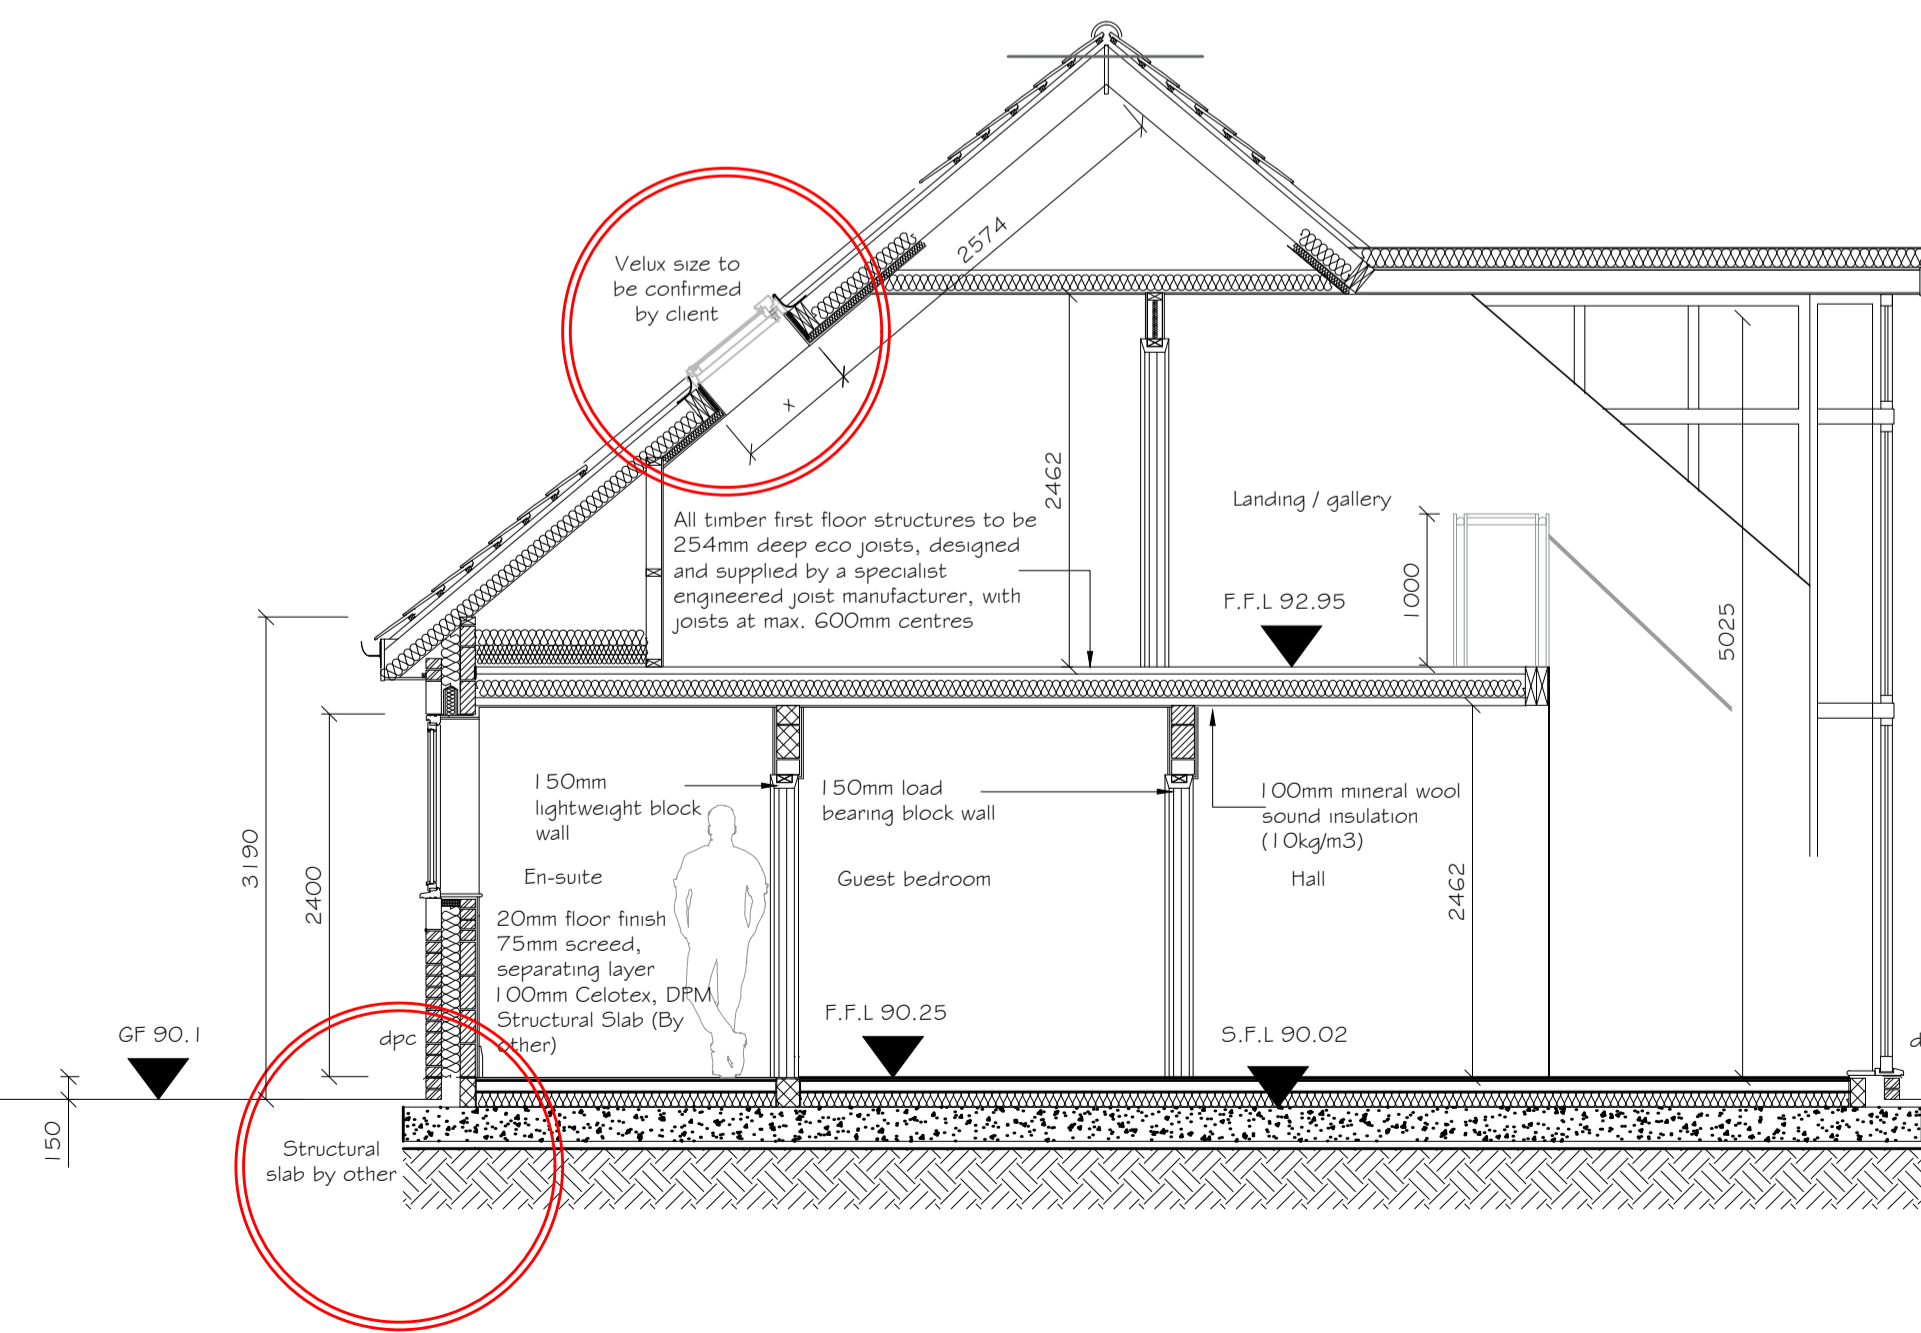 Velux size to
be confirmed
by client
2574
x
2462
All timber first floor structures to be
254mm deep eco joists, designed
and supplied by a specialist
engineered joist manufacturer, with
joists at max. 600mm centres
Landing / gallery
F.F.L 92.95
1000
5025
3190
2400
150mm
lightweight block
wall
150mm load
bearing block wall
100mm mineral wool
sound insulation
(10kg/m3)
En-suite
Guest bedroom
Hall
2462
20mm floor finish
75mm screed,
separating layer
100mm Celotex, DPM
Structural Slab (By
other)
GF 90.1
dpc
F.F.L 90.25
S.F.L 90.02
d
150
Structural
slab by other